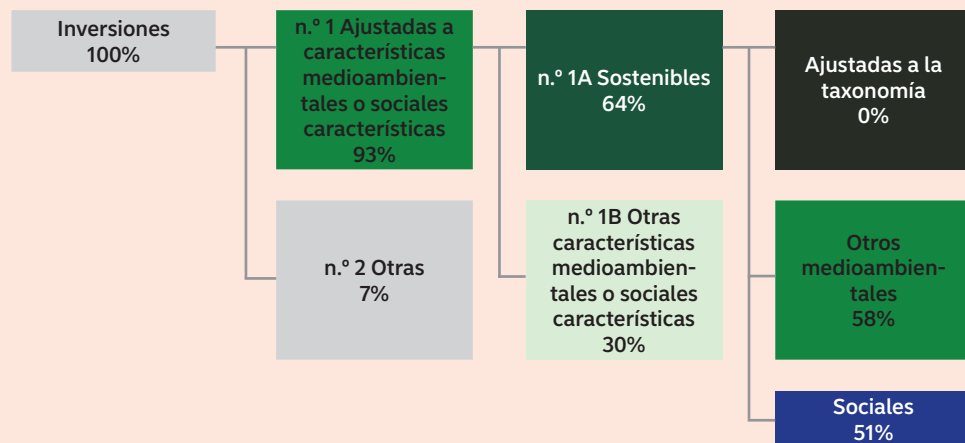 Inversiones
100%
n.º 1 Ajustadas a
características
medioambien-
tales o sociales
características
93%
n.º 2 Otras
7%
n.º 1A Sostenibles
64%
n.º 1B Otras
características
medioambien-
tales o sociales
características
30%
Ajustadas a la
taxonomía
0%
Otros
medioambien-
tales
58%
Sociales
51%